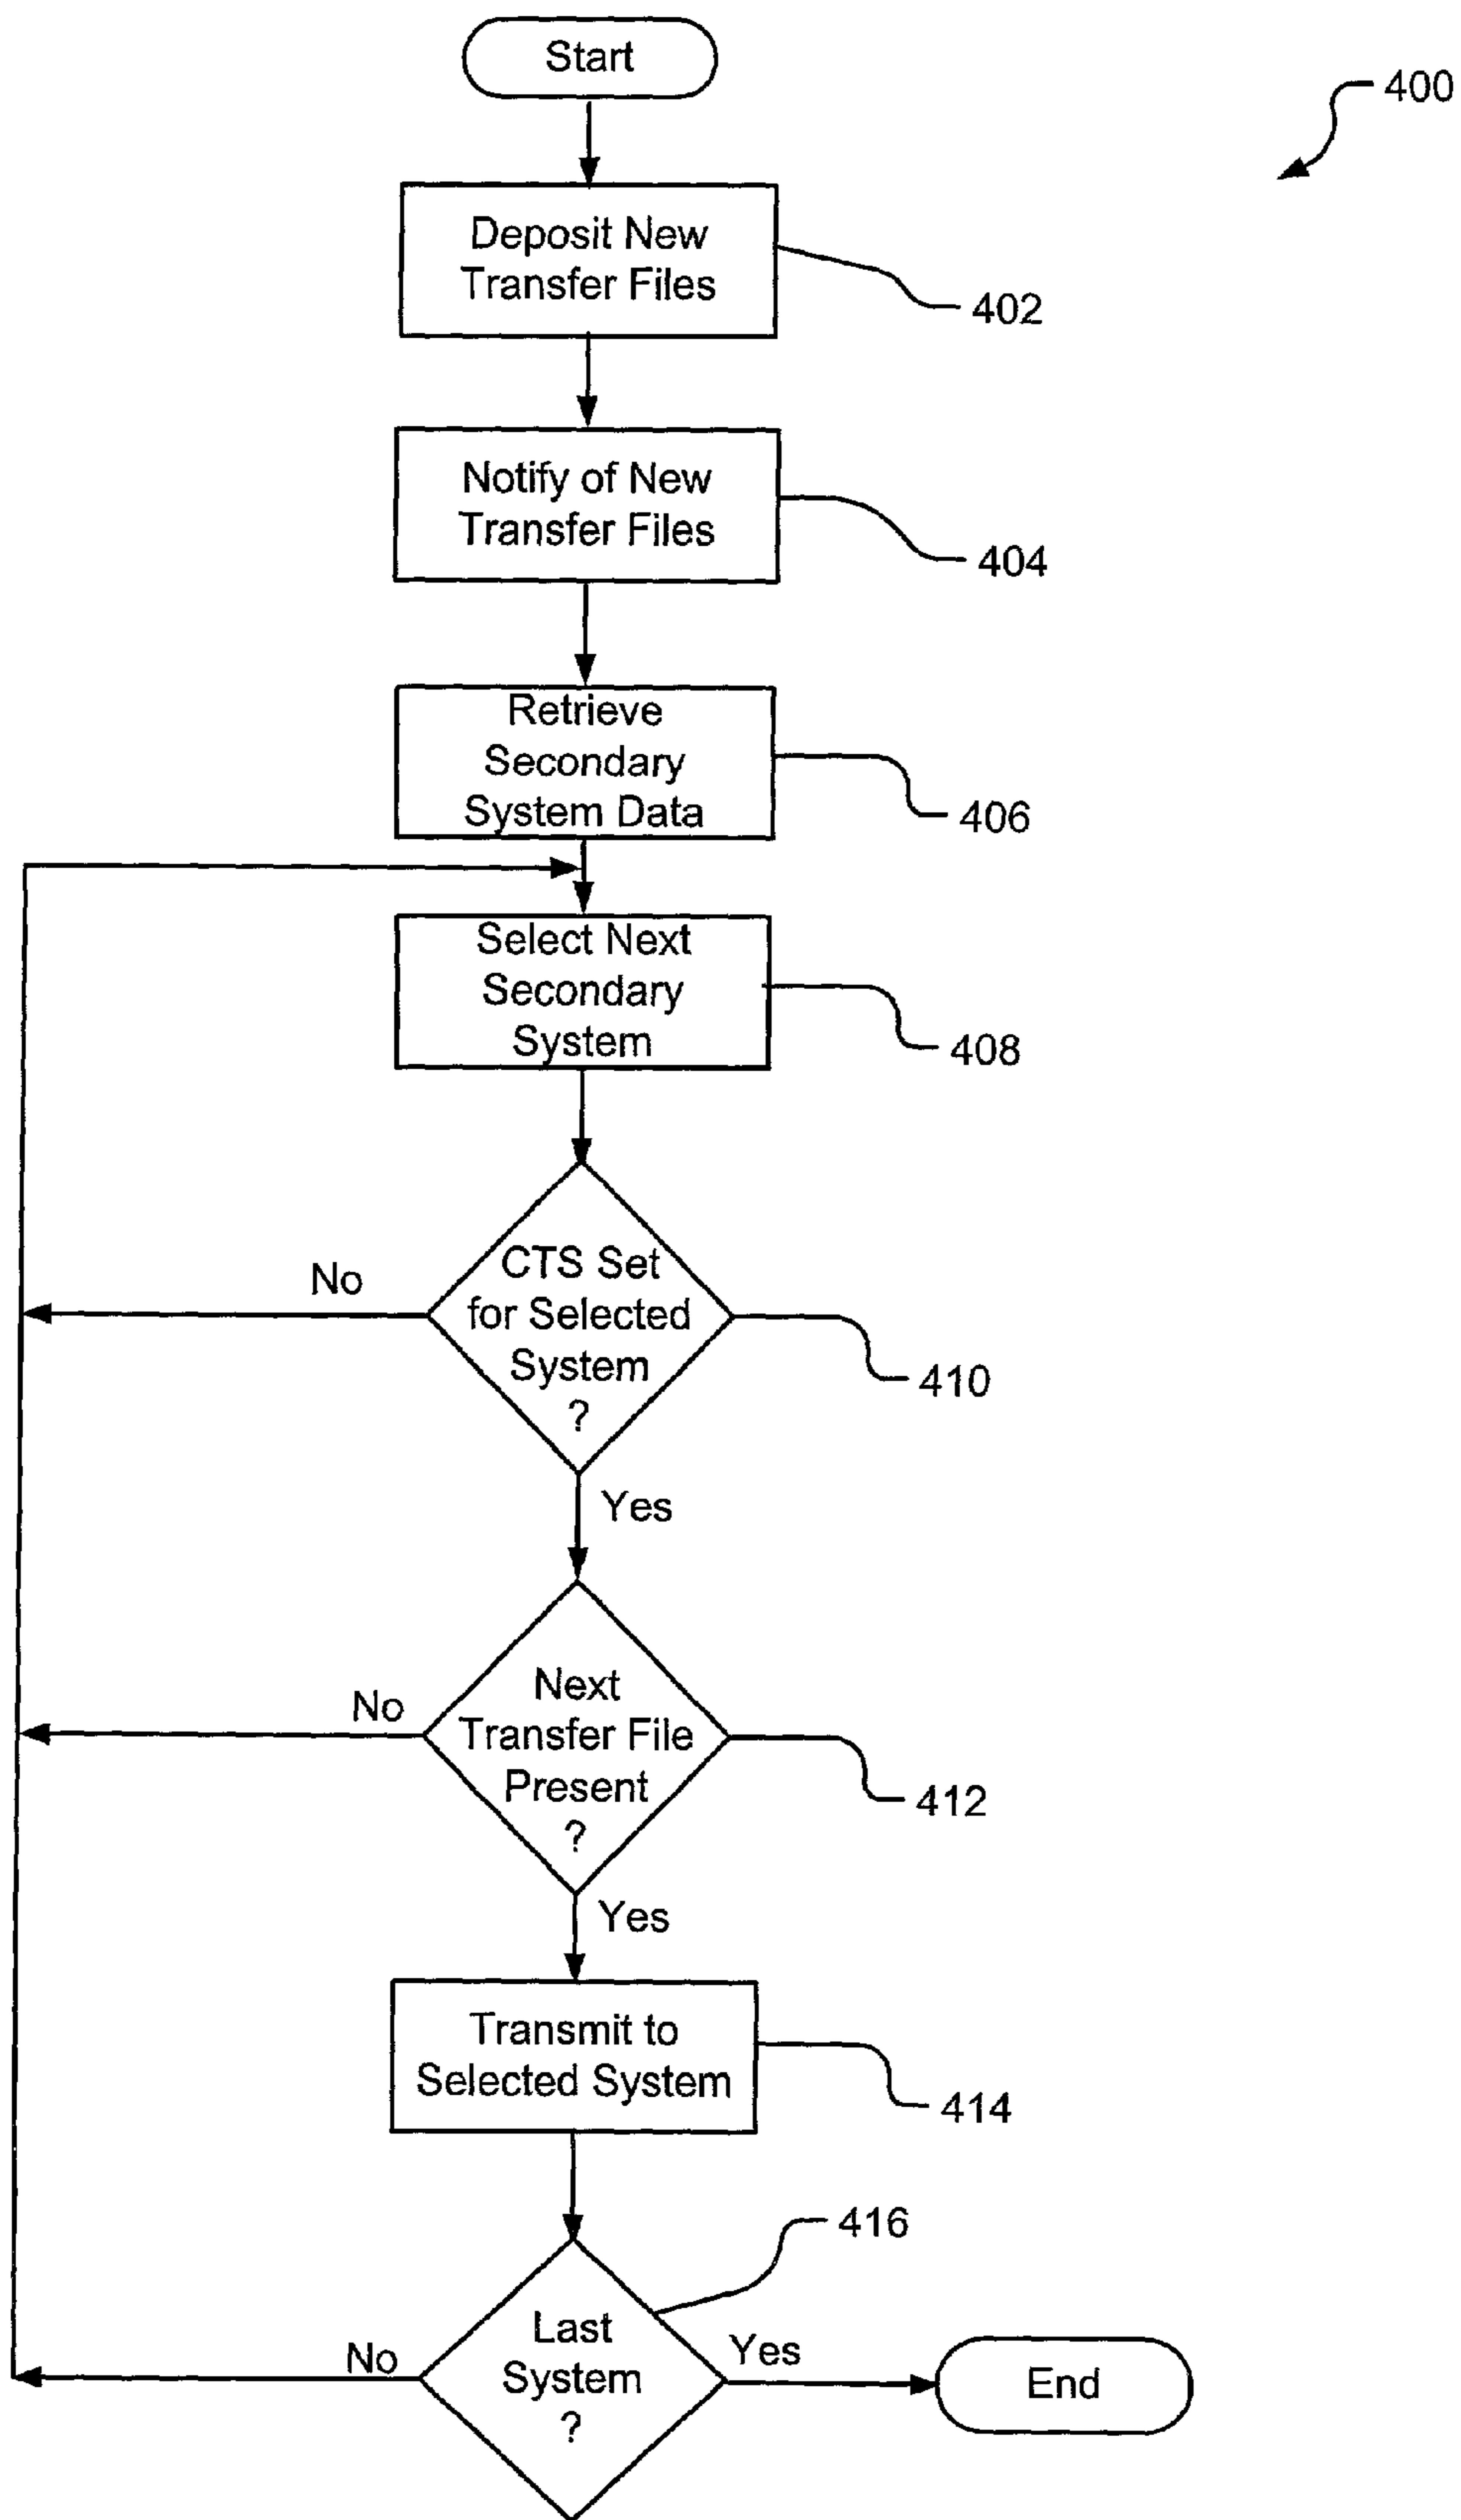 Start
400
Deposit New
Transfer Files
402
Notify of New
Transfer Files
404
Retrieve
Secondary
System Data
406
Select Next
Secondary
System
408
CTS Set
for Selected
System
?
No
410
Yes
Next
Transfer File
Present
?
No
412
Yes
Transmit to
Selected System
414
416
Last
System
?
No
Yes
End